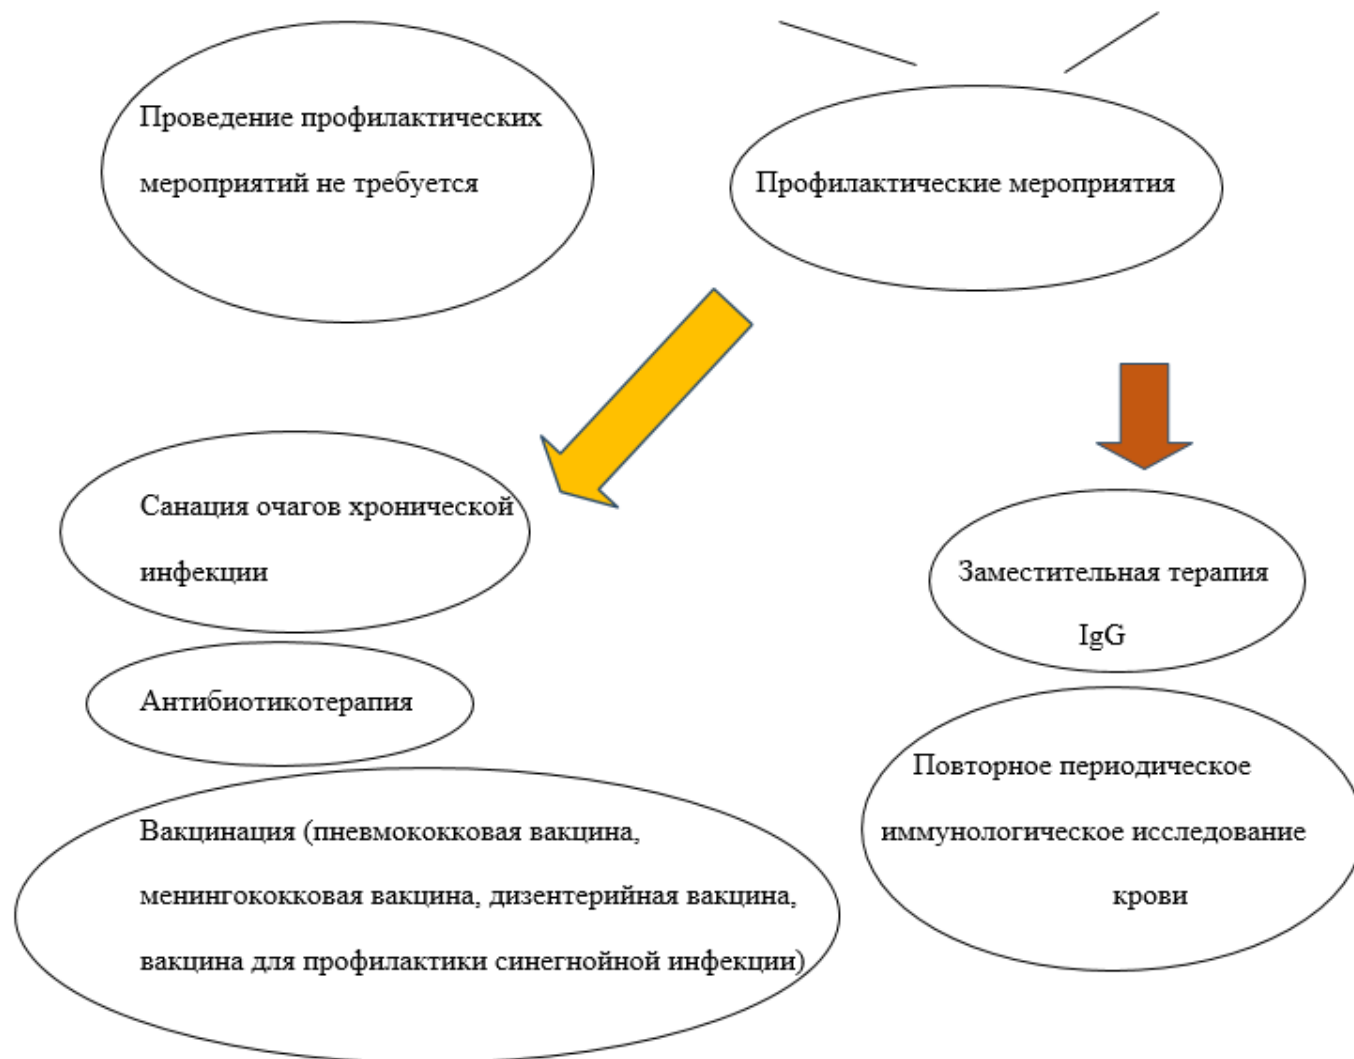 Проведение профилактических
мероприятий не требуется
Профилактические мероприятия
Санация очагов хронической
инфекции
Антибиотикотерапия
Вакцинация (пневмококковая вакцина,
менингококковая вакцина, дизентерийная вакцина,
вакцина для профилактики синегнойной инфекции)
Заместительная терапия
IgG
Повторное периодическое
иммунологическое исследование
крови